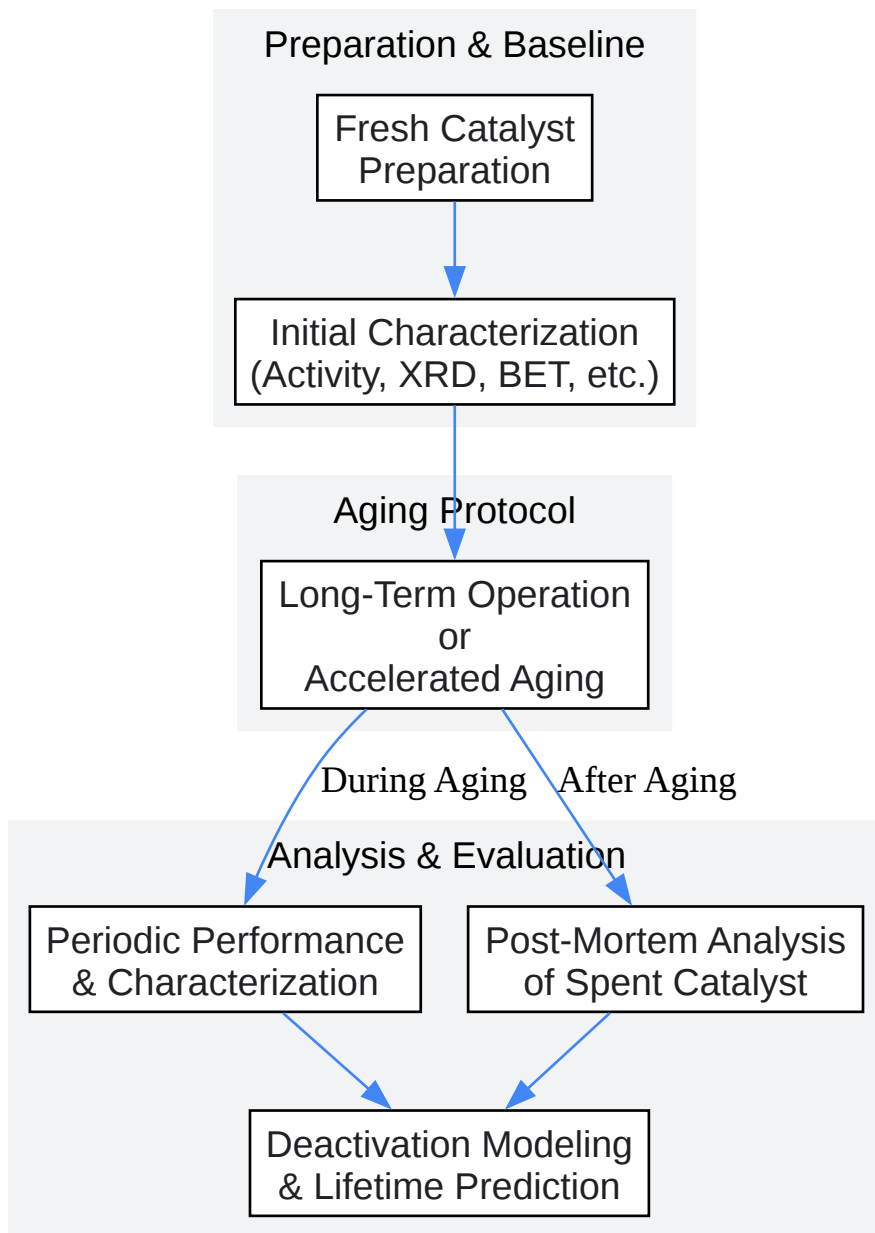 Preparation & Baseline
Fresh Catalyst
Preparation
Initial Characterization
(Activity, XRD, BET, etc.)
Aging Protocol
Long-Term Operation
or
Accelerated Aging
During Aging
After Aging
Analysis & Evaluation
Periodic Performance
& Characterization
Post-Mortem Analysis
of Spent Catalyst
Deactivation Modeling
& Lifetime Prediction